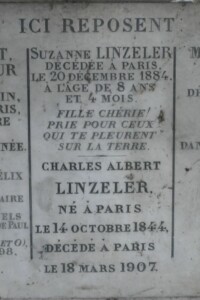 ICI REPOSENT
SUZANNE LINZELER
DÉCÉDÉE À PARIS
LE 20 DÉCEMBRE 1884
À L'ÂGE DE 8 ANS
ET 4 MOIS.
FILLE CHÉRIE
PRIE POUR CEUX
QUI TE PLEURENT
SUR LA TERRE.
CHARLES ALBERT
LINZELER,
NÉ À PARIS
LE 14 OCTOBRE 1844,
DÉCÉDÉ À PARIS
LE 18 MARS 1907.